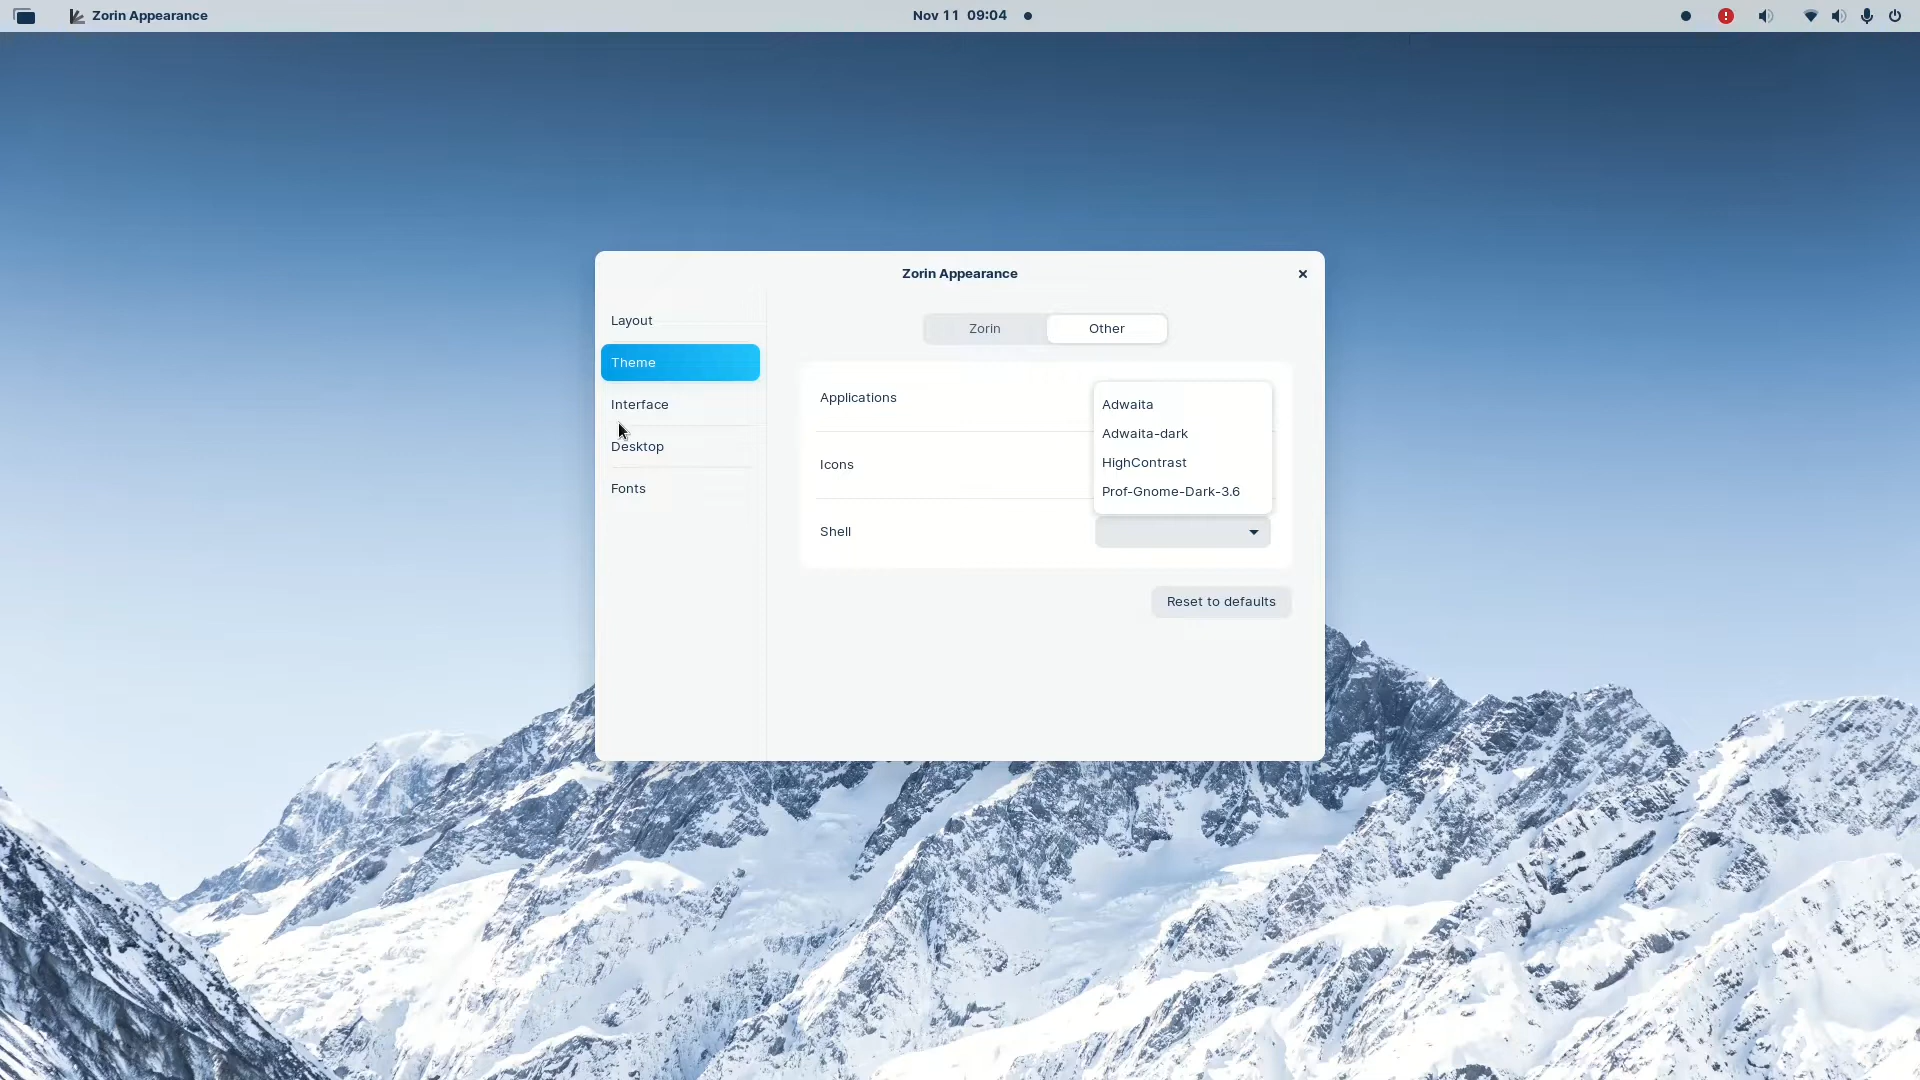 Zorin Appearance
Nov 11 09:04
Zorin Appearance
Layout
Theme
Interface
Desktop
Fonts
Zorin
Other
Applications
Icons
Shell
Adwaita
Adwaita-dark
HighContrast
Prof-Gnome-Dark-3.6
Reset to defaults